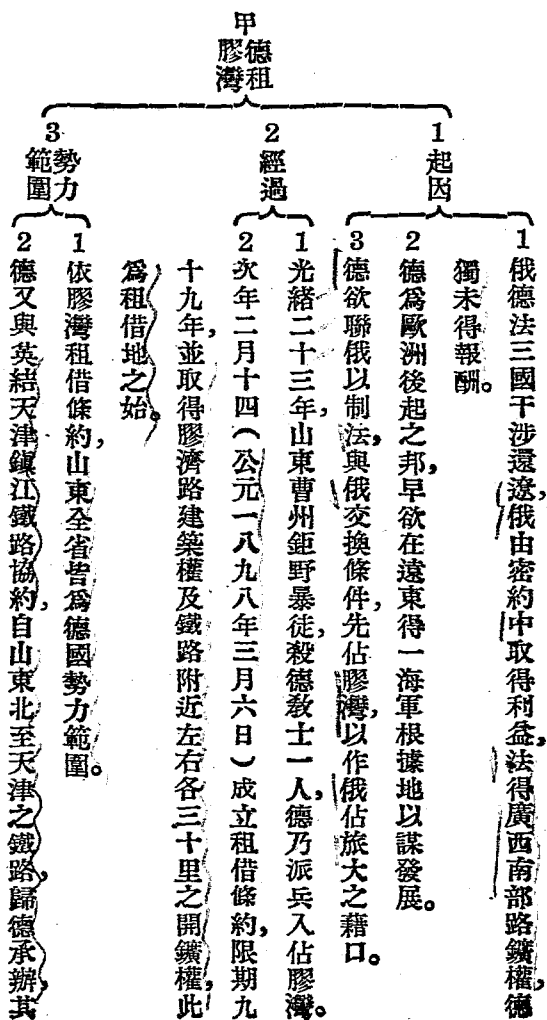 甲
德租
膠灣
1 起因
1 俄德法三國干涉還遼,俄由密約中取得利益,法得廣西南部路鑛權,德
獨未得報酬。
2 德爲歐洲後起之邦,早欲在遠東得一海軍根據地以謀發展。
3 德欲聯俄以制法,與俄交換條件,先佔膠灣,以作俄佔旅大之藉口。
2 經過
1 光緒二十三年,山東曹州鉅野暴徒,殺德敎士一人,德乃派兵入佔膠灣。
2 次年二月十四(公元一八九八年三月六日)成立租借條約,限期九
十九年,並取得膠濟路建築權及鐵路附近左右各三十里之開鑛權,此
爲租借地之始。
3 勢力
範圍
1 依膠灣租借條約,山東全省皆爲德國勢力範圍。
2 德又與英結天津鎭江鐵路協約,自山東北至天津之鐵路,歸德承辦,其